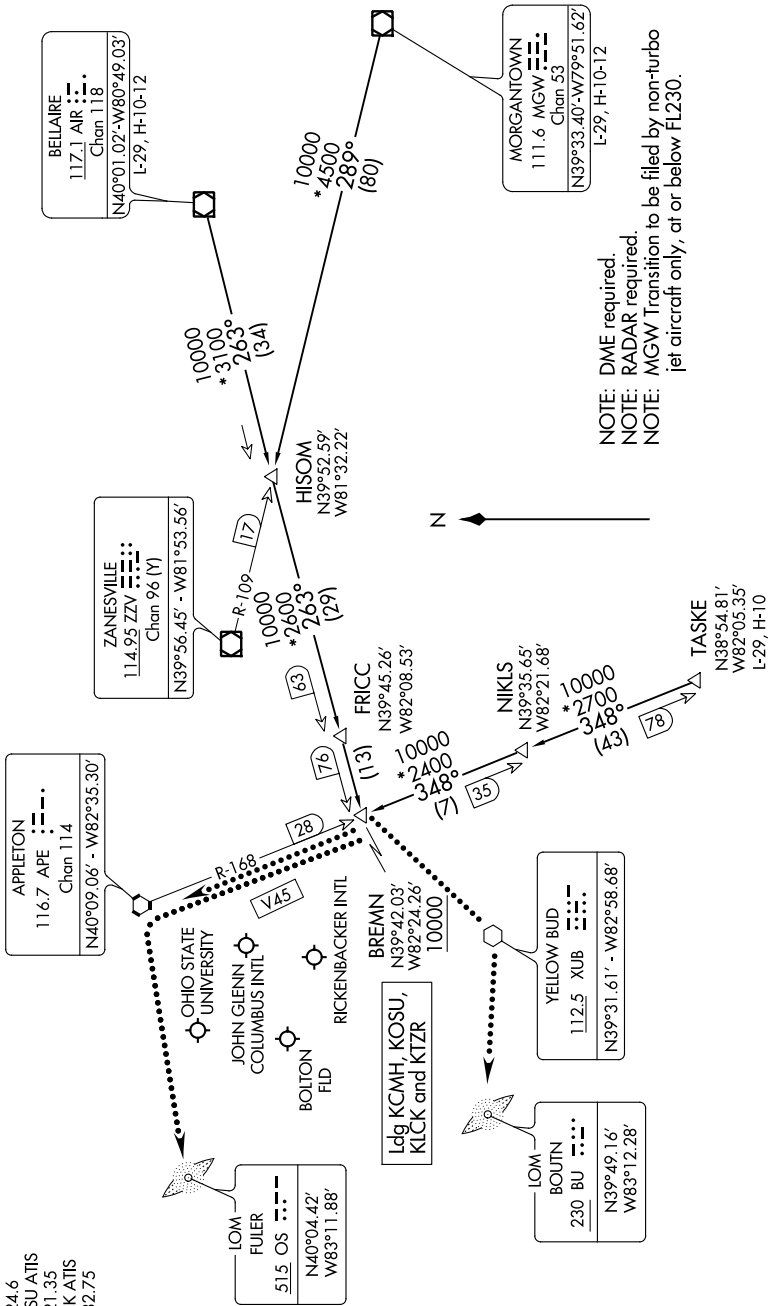 24.6
SU ATIS
21.35
K ATIS
32.75
BELLAIRE
117.1 AIR
Chan 118
N40°01.02′-W80°49.03′
L-29, H-10-12
MORGANTOWN
111.6 MGW
Chan 53
N39°33.40′-W79°51.62′
L-29, H-10-12
10000
*4500
289°
(80)
10000
*3100
263°
(34)
HISOM
N39°52.59′
W81°32.22′
ZANESVILLE
114.95 ZZV
Chan 96 (Y)
N39°56.45′ - W81°53.56′
R-109
17
10000
*2600
263°
(29)
63
FRICC
N39°45.26′
W82°08.53′
76
(13)
APPLETON
116.7 APE
Chan 114
N40°09.06′ - W82°35.30′
R-168
28
V45
BREMN
N39°42.03′
W82°24.26′
10000
10000
*2400
348°
(7)
35
NIKLS
N39°35.65′
W82°21.68′
10000
*2700
348°
(43)
78
TASKE
N38°54.81′
W82°05.35′
L-29, H-10
N
NOTE: DME required.
NOTE: RADAR required.
NOTE: MGW Transition to be filed by non-turbo
jet aircraft only, at or below FL230.
OHIO STATE
UNIVERSITY
JOHN GLENN
COLUMBUS INTL
RICKENBACKER INTL
BOLTON
FLD
Ldg KCMH, KOSU,
KLCK and KTZR
YELLOW BUD
112.5 XUB
N39°31.61′ - W82°58.68′
LOM
FULER
515 OS
N40°04.42′
W83°11.88′
LOM
BOUTN
230 BU
N39°49.16′
W83°12.28′